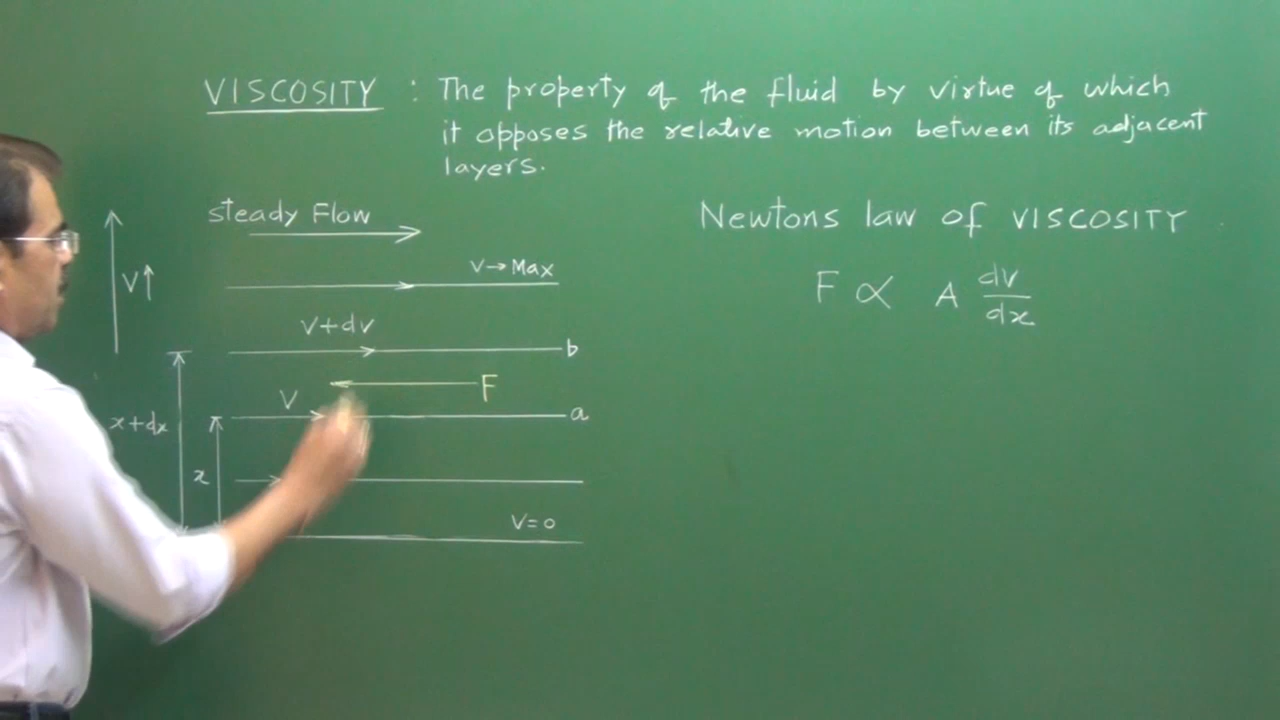 VISCOSITY : The property of the fluid by virtue of which
it opposes the relative motion between its adjacent
layers.
steady Flow
Newtons law of VISCOSITY
V↑
V→Max
F ∝ A dv/dx
V+dv
b
F
V
a
x+dx
x
V=0